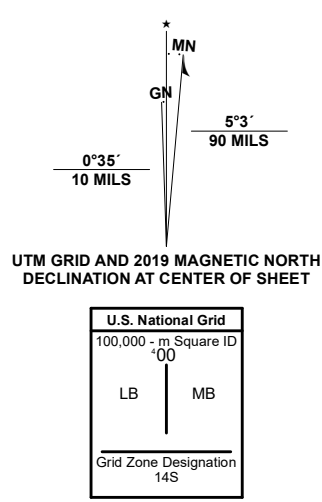 ★
MN
GN
5°3´
90 MILS
0°35´
10 MILS
UTM GRID AND 2019 MAGNETIC NORTH
DECLINATION AT CENTER OF SHEET
U.S. National Grid
100,000 - m Square ID
⁴00
LB MB
Grid Zone Designation
14S